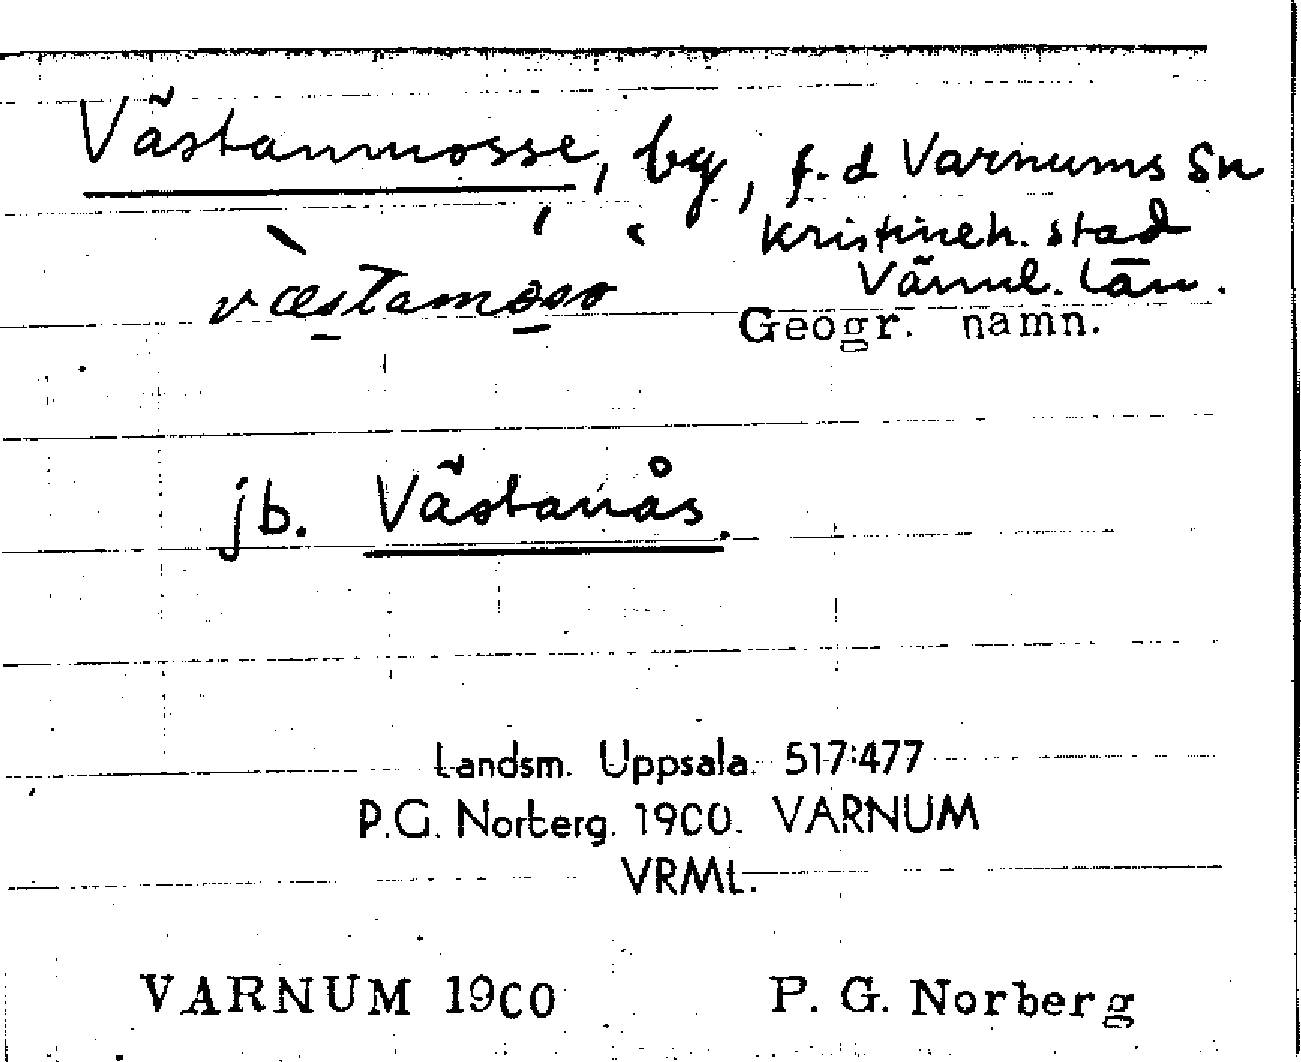 Västanmosse, by, f.d Varnums Sn
Kristineh. stad
Värml. län.
væstamoso
Geogr. namn.
jb. Västanås.
Landsm. Uppsala 517:477
P.G. Norberg. 1900. VARNUM
VRML.
VARNUM 1900 P. G. Norberg